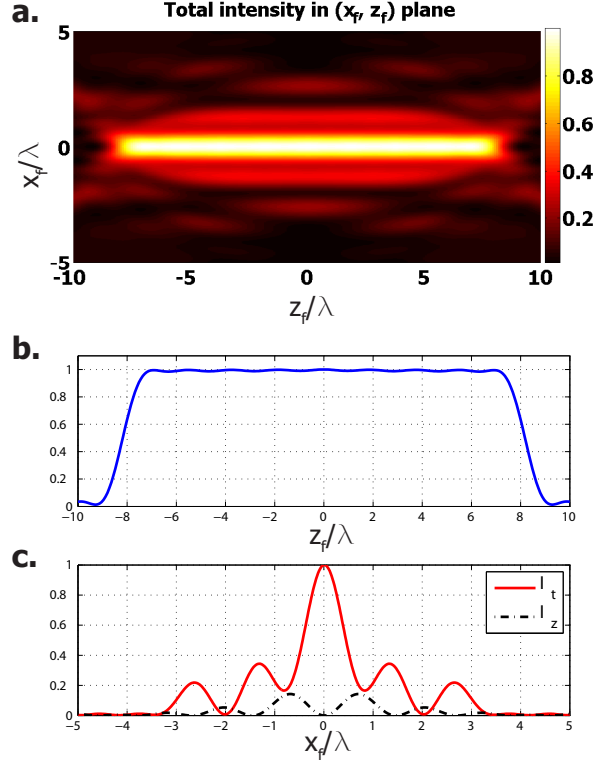 a.
Total intensity in (x_f, z_f) plane
5
0
-5
x_f/λ
-10 -5 0 5 10
z_f/λ
0.8
0.6
0.4
0.2
b.
1
0.8
0.6
0.4
0.2
0
−10 −8 −6 −4 −2 0 2 4 6 8 10
z_f/λ
c.
1
0.8
0.6
0.4
0.2
0
−5 −4 −3 −2 −1 0 1 2 3 4 5
x_f/λ
I_t
I_z